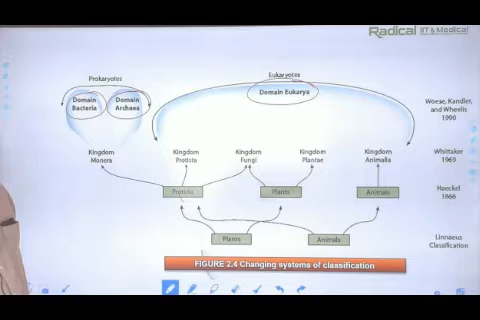 Radical IIT & Medical
Eukaryotes
Prokaryotes
Domain Eukarya
Domain
Bacteria
Domain
Archaea
Woese, Kandler,
and Wheelis
1990
Kingdom
Monera
Kingdom
Protista
Kingdom
Fungi
Kingdom
Plantae
Kingdom
Animalia
Whittaker
1969
Protista
Plants
Animals
Haeckel
1866
Plants
Animals
Linnaeus
Classification
FIGURE 2.4 Changing systems of classification